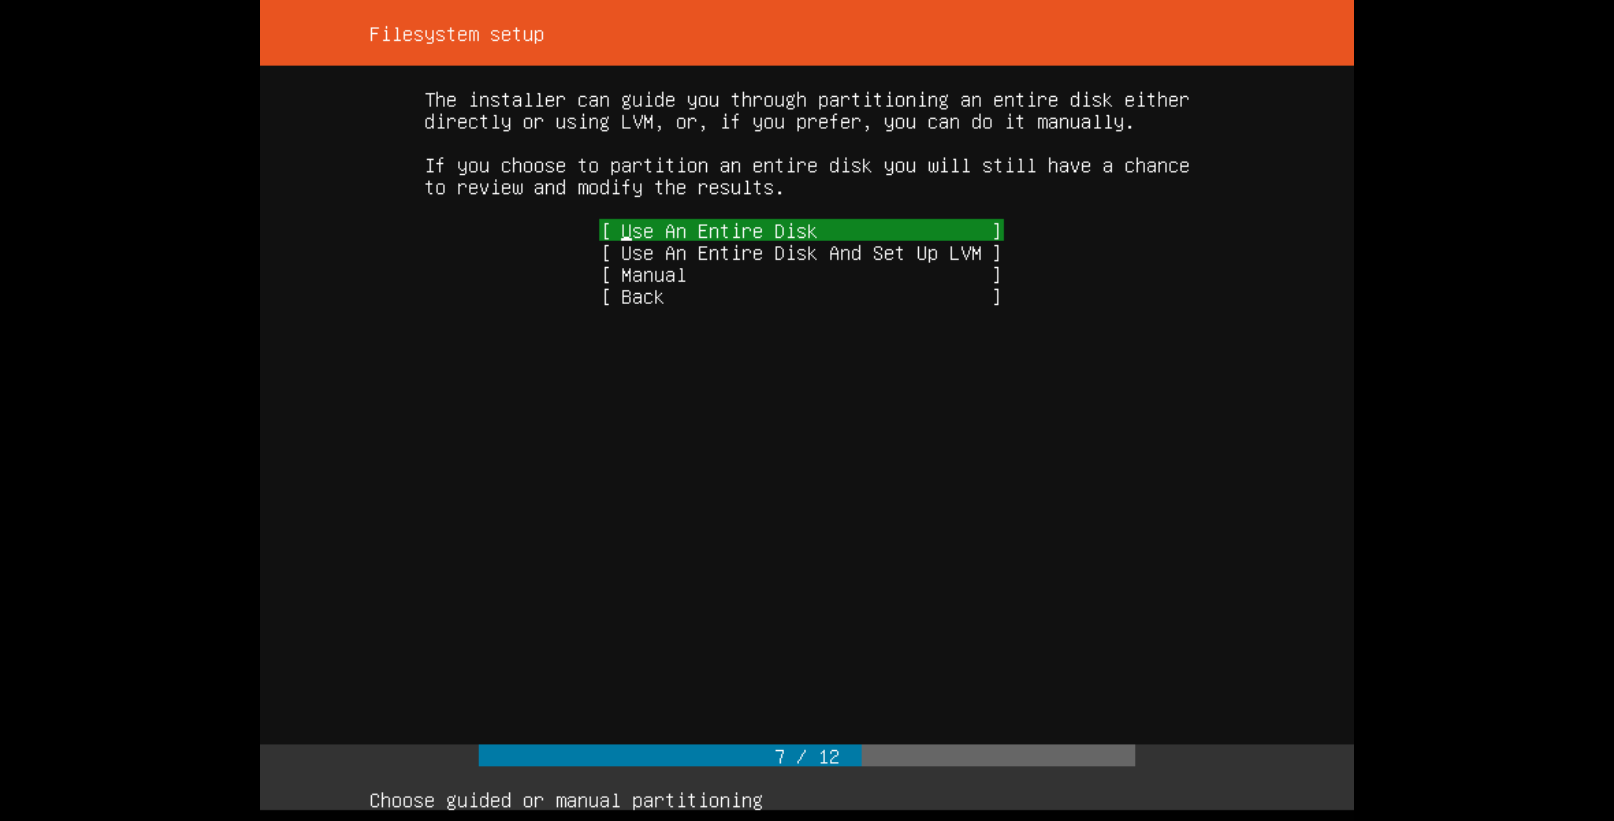 Filesystem setup
The installer can guide you through partitioning an entire disk either
directly or using LVM, or, if you prefer, you can do it manually.
If you choose to partition an entire disk you will still have a chance
to review and modify the results.
[ Use An Entire Disk ]
[ Use An Entire Disk And Set Up LVM ]
[ Manual ]
[ Back ]
7 / 12
Choose guided or manual partitioning